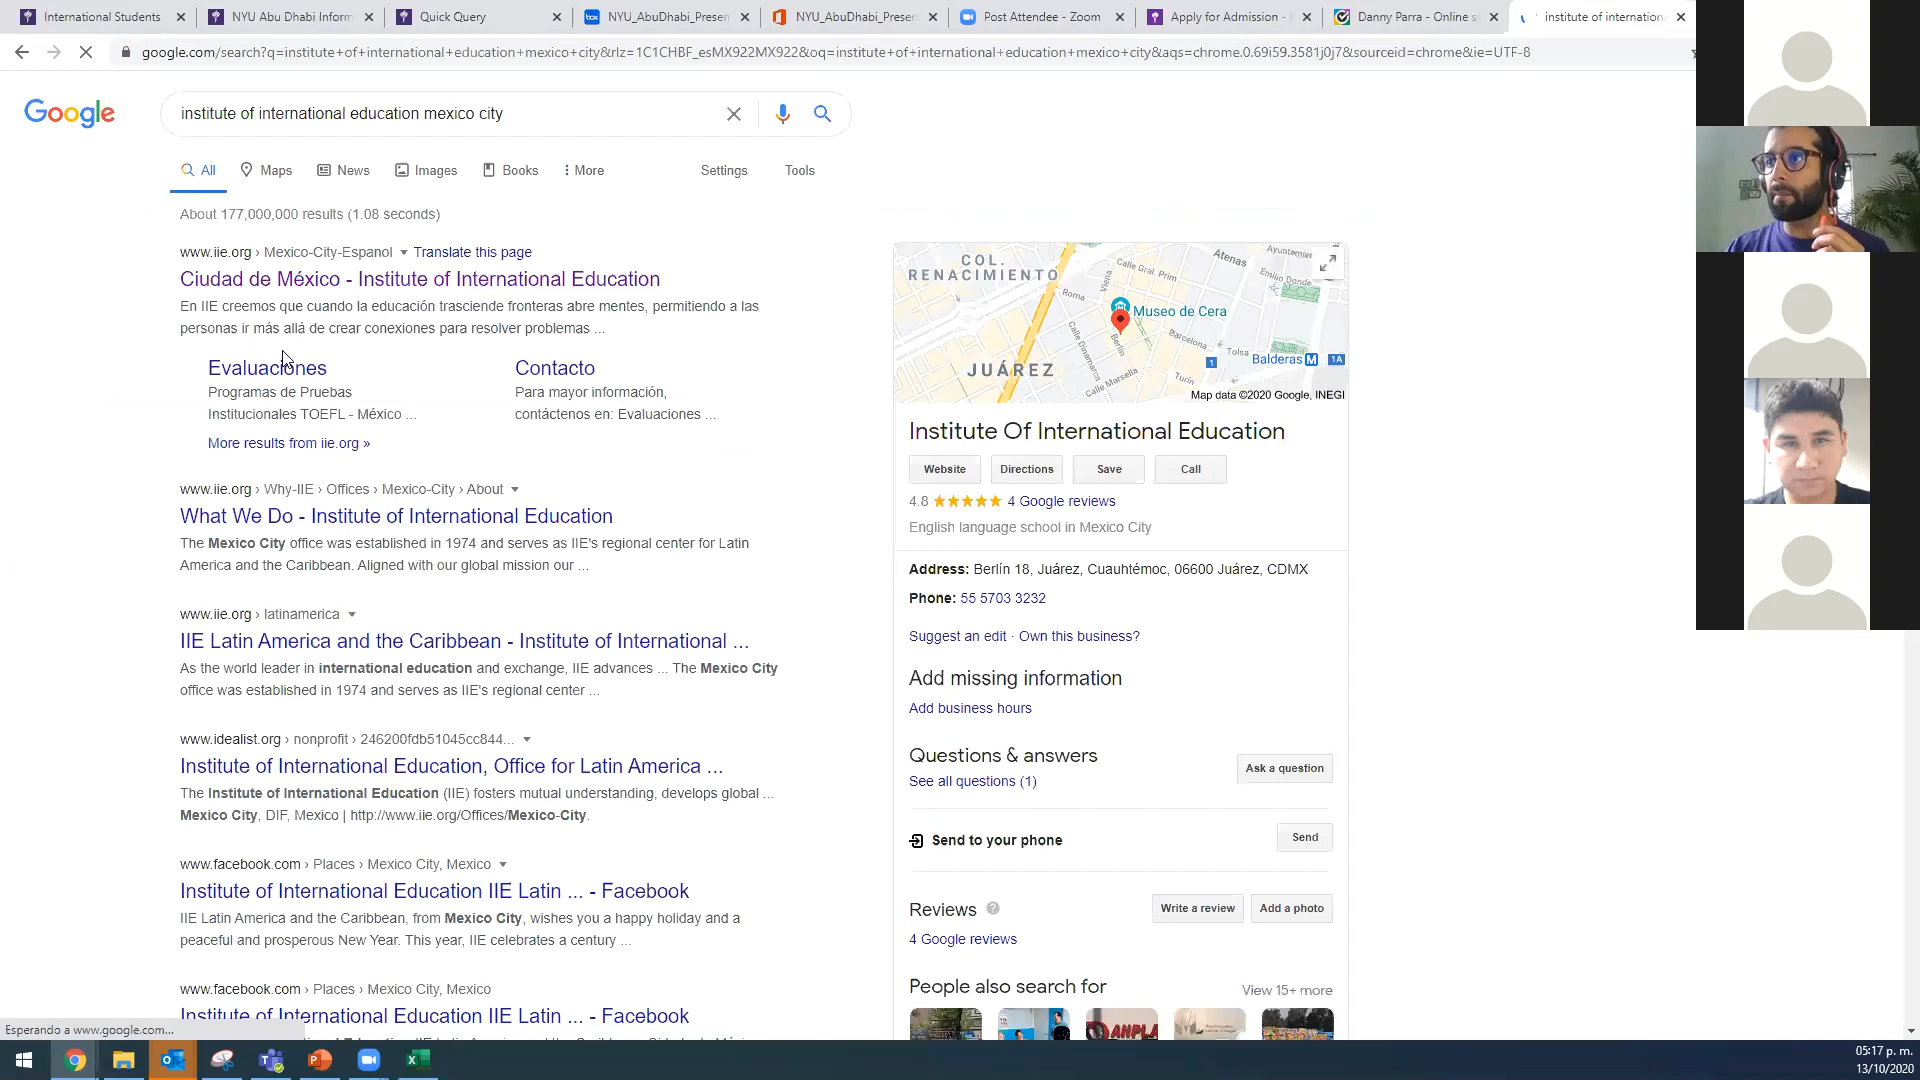 International Students
NYU Abu Dhabi Inform
Quick Query
box
NYU_AbuDhabi_Presen
NYU_AbuDhabi_Presen
Post Attendee - Zoom
Apply for Admission -
Danny Parra - Online s
institute of internation
google.com/search?q=institute+of+international+education+mexico+city&rlz=1C1CHBF_esMX922MX922&oq=institute+of+international+education+mexico+city&aqs=chrome.0.69i59.3581j0j7&sourceid=chrome&ie=UTF-8
Google
institute of international education mexico city
All
Maps
News
Images
Books
More
Settings
Tools
About 177,000,000 results (1.08 seconds)
www.iie.org › Mexico-City-Espanol Translate this page
Ciudad de México - Institute of International Education
En IIE creemos que cuando la educación trasciende fronteras abre mentes, permitiendo a las
personas ir más allá de crear conexiones para resolver problemas ...
Evaluaciones
Programas de Pruebas
Institucionales TOEFL - México ...
Contacto
Para mayor información,
contáctenos en: Evaluaciones ...
More results from iie.org »
www.iie.org › Why-IIE › Offices › Mexico-City › About
What We Do - Institute of International Education
The Mexico City office was established in 1974 and serves as IIE's regional center for Latin
America and the Caribbean. Aligned with our global mission our ...
www.iie.org › latinamerica
IIE Latin America and the Caribbean - Institute of International ...
As the world leader in international education and exchange, IIE advances ... The Mexico City
office was established in 1974 and serves as IIE's regional center ...
www.idealist.org › nonprofit › 246200fdb51045cc844...
Institute of International Education, Office for Latin America ...
The Institute of International Education (IIE) fosters mutual understanding, develops global ...
Mexico City, DIF, Mexico | http://www.iie.org/Offices/Mexico-City.
www.facebook.com › Places › Mexico City, Mexico
Institute of International Education IIE Latin ... - Facebook
IIE Latin America and the Caribbean, from Mexico City, wishes you a happy holiday and a
peaceful and prosperous New Year. This year, IIE celebrates a century ...
www.facebook.com › Places › Mexico City, Mexico
Institute of International Education IIE Latin ... - Facebook
Esperando a www.google.com...
COL.
RENACIMIENTO
Calle Gral. Prim
Atenas
Ayuntamien
Enrico Martínez
Roma
Viena
Museo de Cera
Calle Dinamarca
Berlín
Barcelona
Tolsa
Balderas M 1A
1
JUÁREZ
Turín
Calle Marsella
Map data ©2020 Google, INEGI
Institute Of International Education
Website
Directions
Save
Call
4.8 ★★★★★ 4 Google reviews
English language school in Mexico City
Address: Berlín 18, Juárez, Cuauhtémoc, 06600 Juárez, CDMX
Phone: 55 5703 3232
Suggest an edit · Own this business?
Add missing information
Add business hours
Questions & answers
See all questions (1)
Ask a question
Send to your phone
Send
Reviews
Write a review
Add a photo
4 Google reviews
People also search for
View 15+ more
ANPLA
05:17 p. m.
13/10/2020